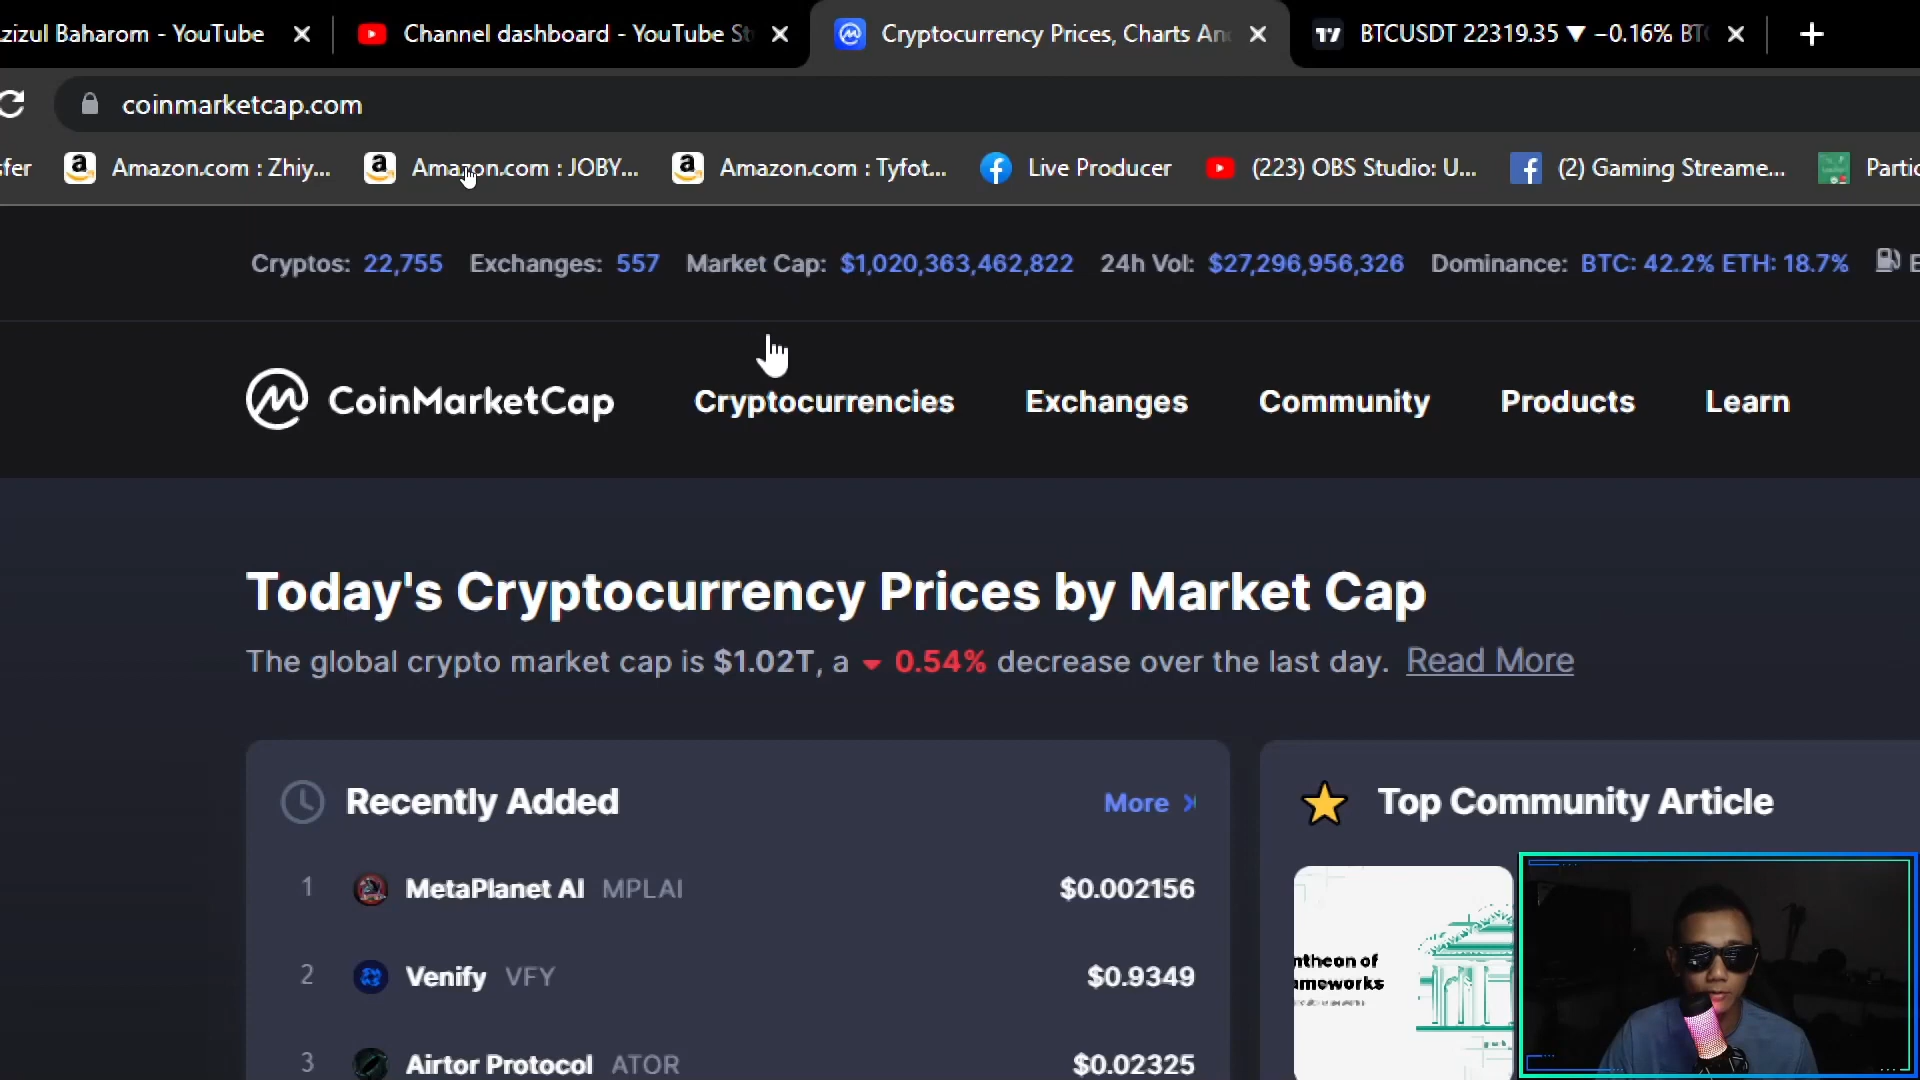 zizul Baharom - YouTube
Channel dashboard - YouTube St
Cryptocurrency Prices, Charts An
BTCUSDT 22319.35 ▼ −0.16% BT
coinmarketcap.com
sfer
Amazon.com : Zhiy...
Amazon.com : JOBY...
Amazon.com : Tyfot...
Live Producer
(223) OBS Studio: U...
(2) Gaming Streame...
Partic
Cryptos: 22,755 Exchanges: 557 Market Cap: $1,020,363,462,822 24h Vol: $27,296,956,326 Dominance: BTC: 42.2% ETH: 18.7%
CoinMarketCap
Cryptocurrencies
Exchanges
Community
Products
Learn
Today's Cryptocurrency Prices by Market Cap
The global crypto market cap is $1.02T, a ▼ 0.54% decrease over the last day. Read More
Recently Added
More
1 MetaPlanet AI MPLAI $0.002156
2 Venify VFY $0.9349
3 Airtor Protocol ATOR $0.02325
Top Community Article
ntheon of
ameworks